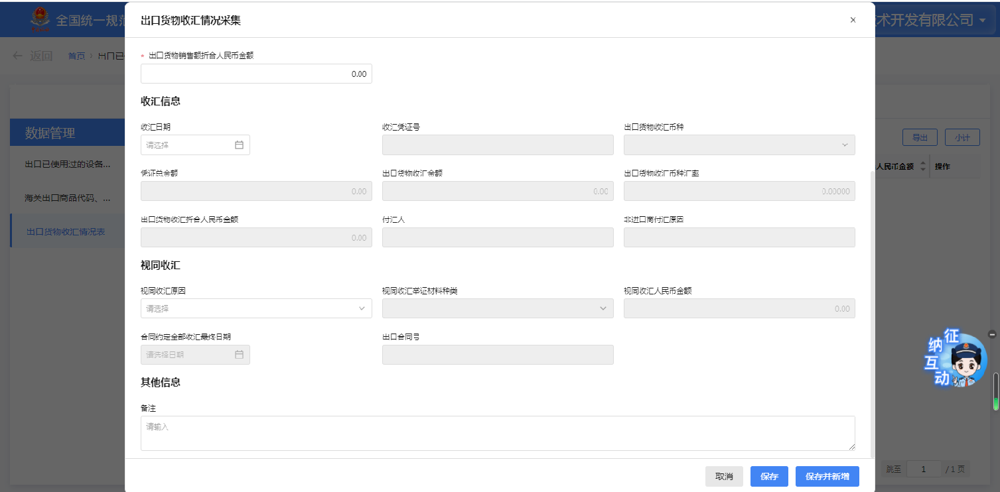 出口货物收汇情况采集
全国统一规范
技术开发有限公司
返回 首页 出口已
* 出口货物销售额折合人民币金额
0.00
收汇信息
数据管理
收汇日期 收汇凭证号 出口货物收汇币种
请选择
导出 小计
出口已使用过的设备...
人民币金额 操作
凭证总金额 出口货物收汇金额 出口货物收汇币种汇率
0.00 0.00 0.00000
海关出口商品代码、...
出口货物收汇折合人民币金额 付汇人 非进口商付汇原因
出口货物收汇情况表
0.00
视同收汇
视同收汇原因 视同收汇举证材料种类 视同收汇人民币金额
请选择 0.00
合同约定全部收汇最终日期 出口合同号
请选择日期
征纳互动
其他信息
备注
请输入
跳至 1 / 1 页
取消 保存 保存并新增